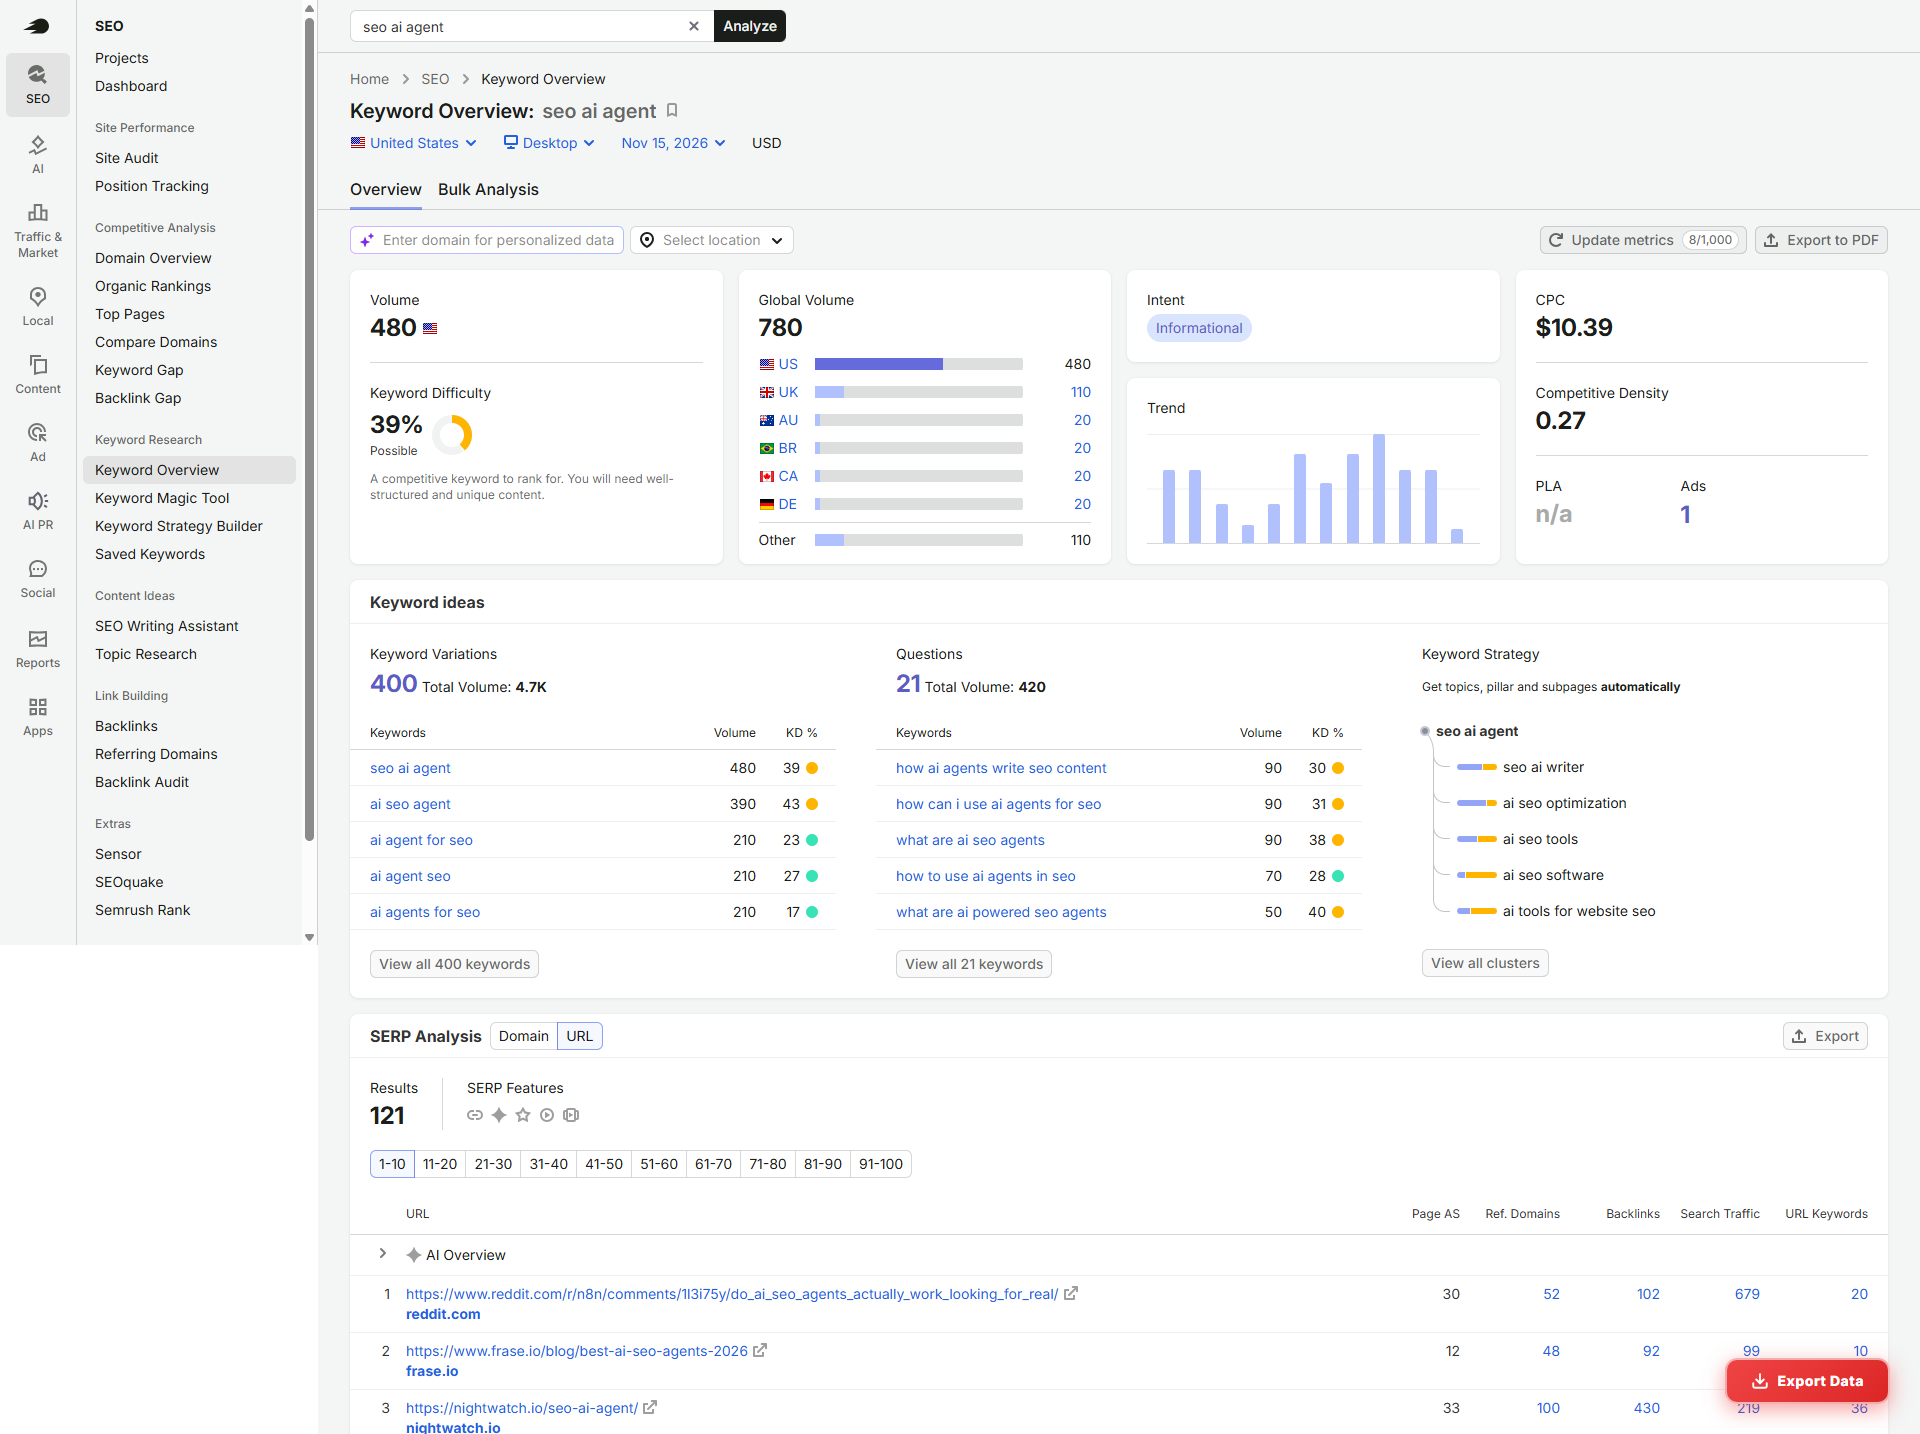 SEO
AI
Traffic &
Market
Local
Content
Ad
AI PR
Social
Reports
Apps
SEO
Projects
Dashboard
Site Performance
Site Audit
Position Tracking
Competitive Analysis
Domain Overview
Organic Rankings
Top Pages
Compare Domains
Keyword Gap
Backlink Gap
Keyword Research
Keyword Overview
Keyword Magic Tool
Keyword Strategy Builder
Saved Keywords
Content Ideas
SEO Writing Assistant
Topic Research
Link Building
Backlinks
Referring Domains
Backlink Audit
Extras
Sensor
SEOquake
Semrush Rank
seo ai agent Analyze
Home SEO Keyword Overview
Keyword Overview: seo ai agent
United States Desktop Nov 15, 2026 USD
Overview Bulk Analysis
Enter domain for personalized data Select location Update metrics 8/1,000 Export to PDF
Volume
480
Keyword Difficulty
39%
Possible
A competitive keyword to rank for. You will need well-
structured and unique content.
Global Volume
780
US 480
UK 110
AU 20
BR 20
CA 20
DE 20
Other 110
Intent
Informational
Trend
CPC
$10.39
Competitive Density
0.27
PLA Ads
n/a 1
Keyword ideas
Keyword Variations
400 Total Volume: 4.7K
Keywords Volume KD %
seo ai agent 480 39
ai seo agent 390 43
ai agent for seo 210 23
ai agent seo 210 27
ai agents for seo 210 17
View all 400 keywords
Questions
21 Total Volume: 420
Keywords Volume KD %
how ai agents write seo content 90 30
how can i use ai agents for seo 90 31
what are ai seo agents 90 38
how to use ai agents in seo 70 28
what are ai powered seo agents 50 40
View all 21 keywords
Keyword Strategy
Get topics, pillar and subpages automatically
seo ai agent
seo ai writer
ai seo optimization
ai seo tools
ai seo software
ai tools for website seo
View all clusters
SERP Analysis Domain URL Export
Results SERP Features
121
1-10 11-20 21-30 31-40 41-50 51-60 61-70 71-80 81-90 91-100
URL Page AS Ref. Domains Backlinks Search Traffic URL Keywords
AI Overview
1 https://www.reddit.com/r/n8n/comments/1l3i75y/do_ai_seo_agents_actually_work_looking_for_real/ 30 52 102 679 20
reddit.com
2 https://www.frase.io/blog/best-ai-seo-agents-2026 12 48 92 99 10
frase.io
Export Data
3 https://nightwatch.io/seo-ai-agent/ 33 100 430 219 36
nightwatch.io